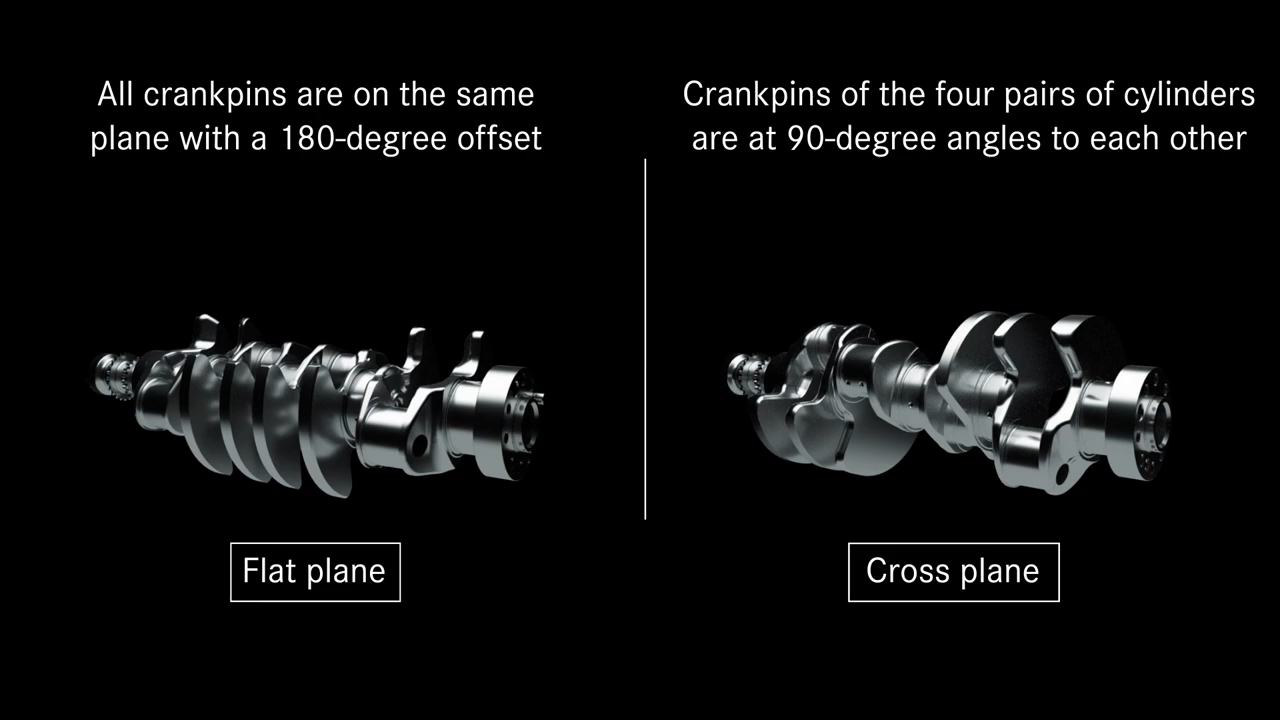 All crankpins are on the same
plane with a 180-degree offset
Flat plane
Crankpins of the four pairs of cylinders
are at 90-degree angles to each other
Cross plane